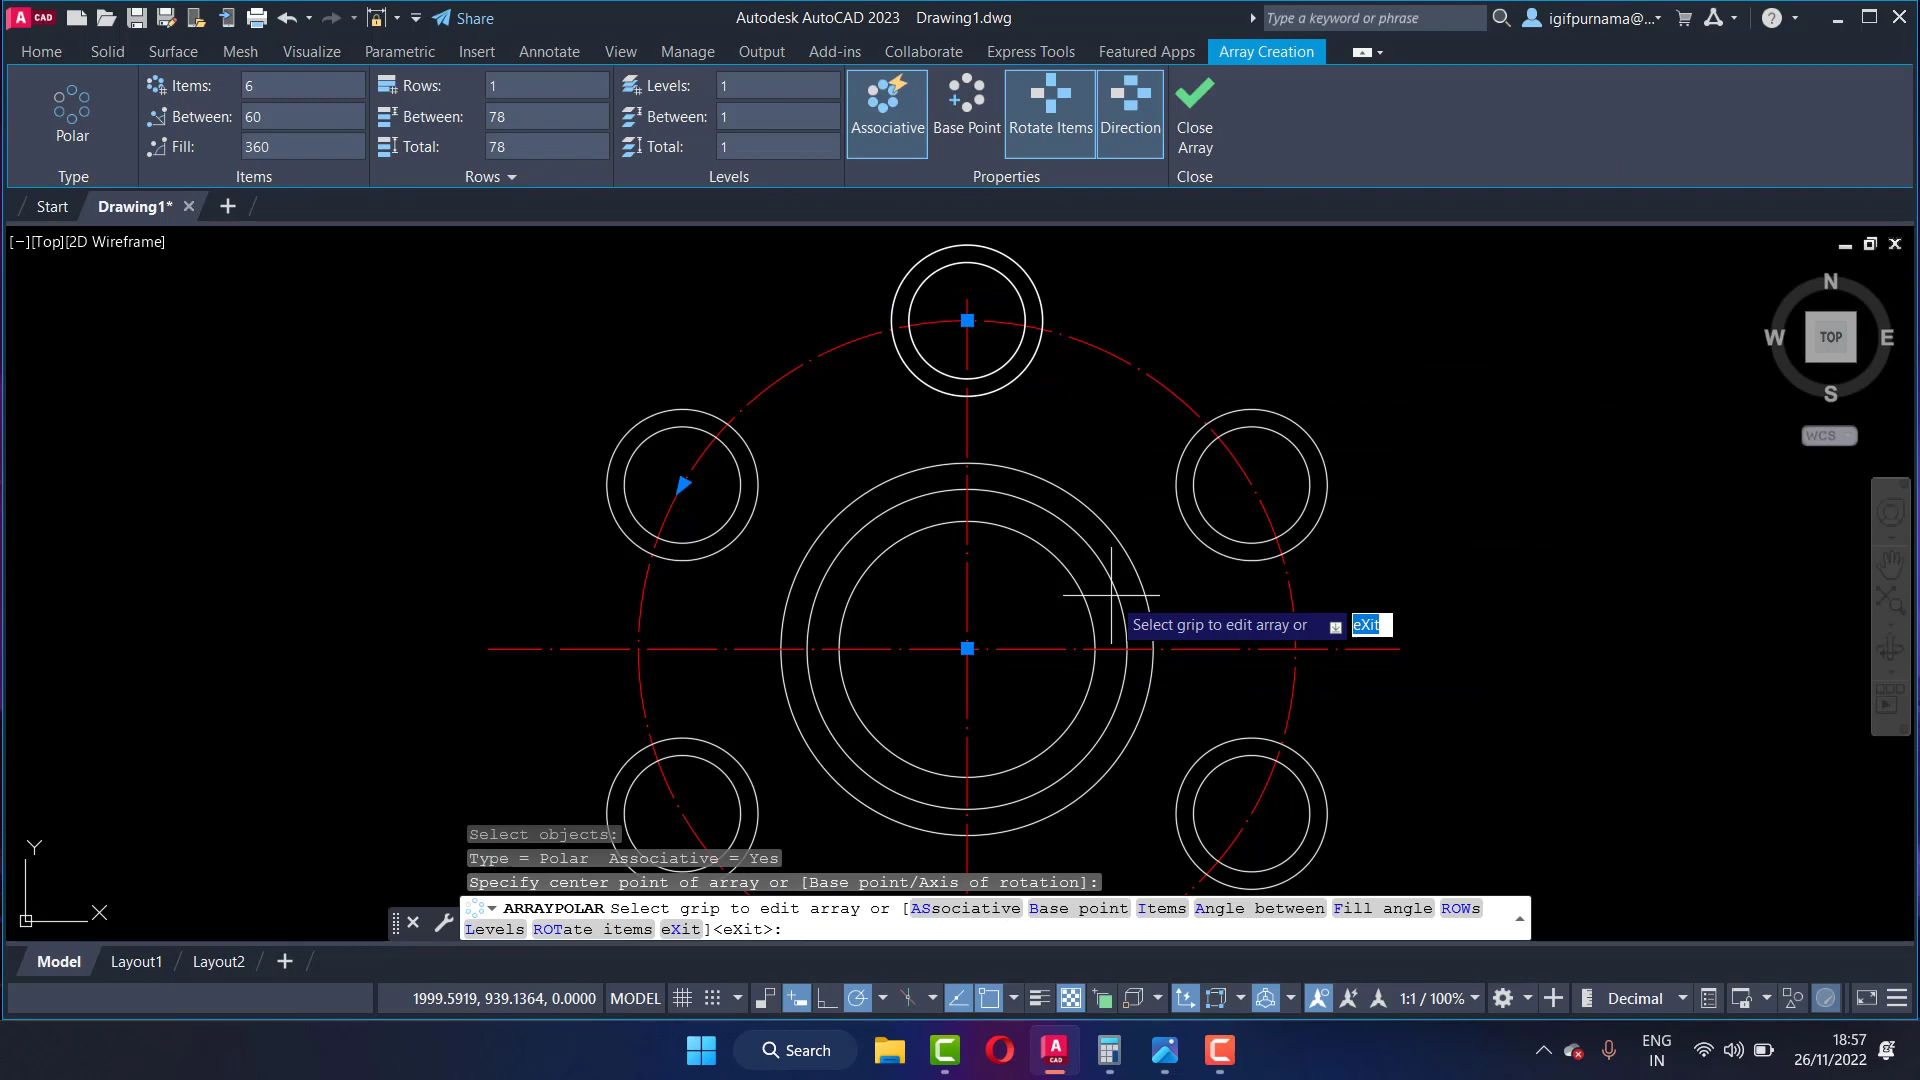 A CAD
Share
Autodesk AutoCAD 2023 Drawing1.dwg
Type a keyword or phrase
igifpurnama@...
Home Solid Surface Mesh Visualize Parametric Insert Annotate View Manage Output Add-ins Collaborate Express Tools Featured Apps Array Creation
Polar
Type
Items: 6
Between: 60
Fill: 360
Items
Rows: 1
Between: 78
Total: 78
Rows
Levels: 1
Between: 1
Total: 1
Levels
Associative Base Point Rotate Items Direction
Properties
Close
Array
Close
Start Drawing1*
[−][Top][2D Wireframe]
N
W TOP E
S
WCS
Select grip to edit array or eXit
Y
X
Select objects:
Type = Polar  Associative = Yes
Specify center point of array or [Base point/Axis of rotation]:
ARRAYPOLAR Select grip to edit array or [ASsociative Base point Items Angle between Fill angle ROWs
Levels ROTate items eXit]<eXit>:
Model Layout1 Layout2
1999.5919, 939.1364, 0.0000 MODEL 1:1 / 100% Decimal
Search
A CAD
ENG
IN
18:57
26/11/2022